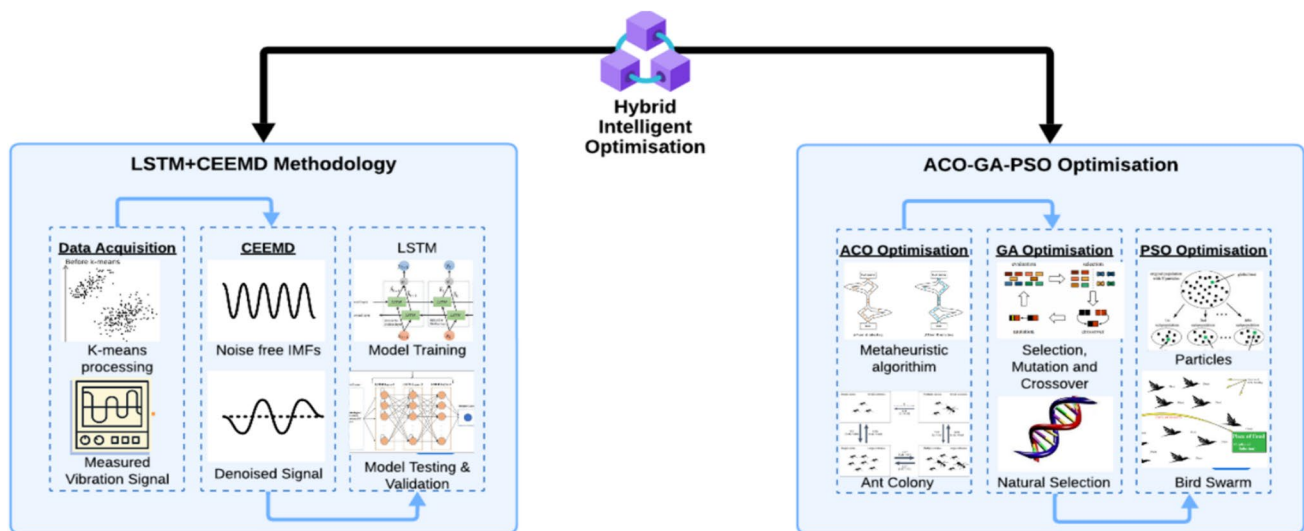 Hybrid
Intelligent
Optimisation
LSTM+CEEMD Methodology
Data Acquisition
Before k-means
K-means
processing
Measured
Vibration Signal
CEEMD
Noise free IMFs
Denoised Signal
LSTM
Model Training
Model Testing &
Validation
ACO-GA-PSO Optimisation
ACO Optimisation
Metaheuristic
algorithim
Ant Colony
GA Optimisation
Selection,
Mutation and
Crossover
Natural Selection
PSO Optimisation
Particles
Bird Swarm